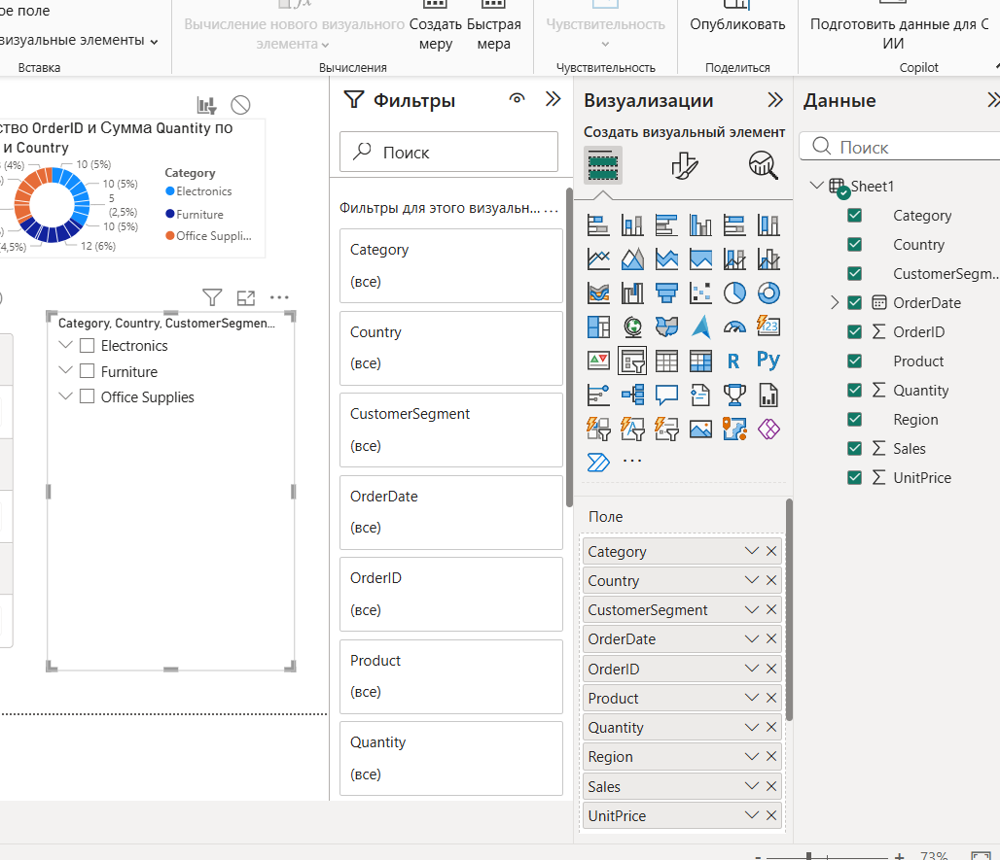 ое поле
визуальные элементы
Вставка
Вычисление нового визуального
элемента
Создать
меру
Быстрая
мера
Вычисления
Чувствительность
Чувствительность
Опубликовать
Поделиться
Подготовить данные для С
ИИ
Copilot
ство OrderID и Сумма Quantity по
и Country
(4%)
10 (5%)
10 (5%)
5
(2,5%)
10 (5%)
12 (6%)
4,5%)
Category
Electronics
Furniture
Office Suppli...
Category, Country, CustomerSegmen...
Electronics
Furniture
Office Supplies
Фильтры
Поиск
Фильтры для этого визуальн... ...
Category
(все)
Country
(все)
CustomerSegment
(все)
OrderDate
(все)
OrderID
(все)
Product
(все)
Quantity
(все)
Визуализации
Создать визуальный элемент
123
R
Py
...
Поле
Category
Country
CustomerSegment
OrderDate
OrderID
Product
Quantity
Region
Sales
UnitPrice
Данные
Поиск
Sheet1
Category
Country
CustomerSegm...
OrderDate
∑ OrderID
Product
∑ Quantity
Region
∑ Sales
∑ UnitPrice
- + 73%